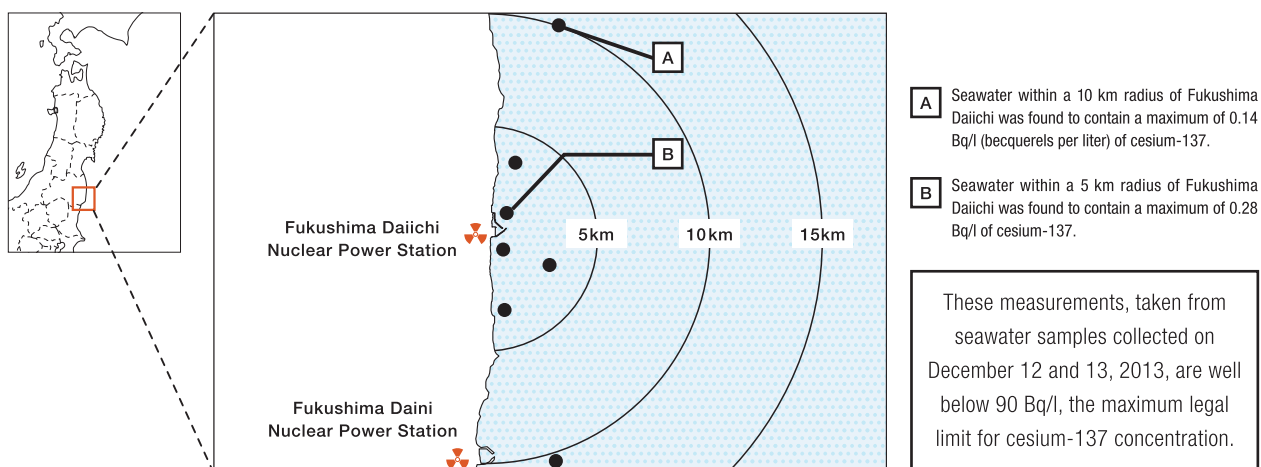 A
B
Fukushima Daiichi
Nuclear Power Station
5km
10km
15km
Fukushima Daini
Nuclear Power Station
A
Seawater within a 10 km radius of Fukushima
Daiichi was found to contain a maximum of 0.14
Bq/l (becquerels per liter) of cesium-137.
B
Seawater within a 5 km radius of Fukushima
Daiichi was found to contain a maximum of 0.28
Bq/l of cesium-137.
These measurements, taken from
seawater samples collected on
December 12 and 13, 2013, are well
below 90 Bq/l, the maximum legal
limit for cesium-137 concentration.